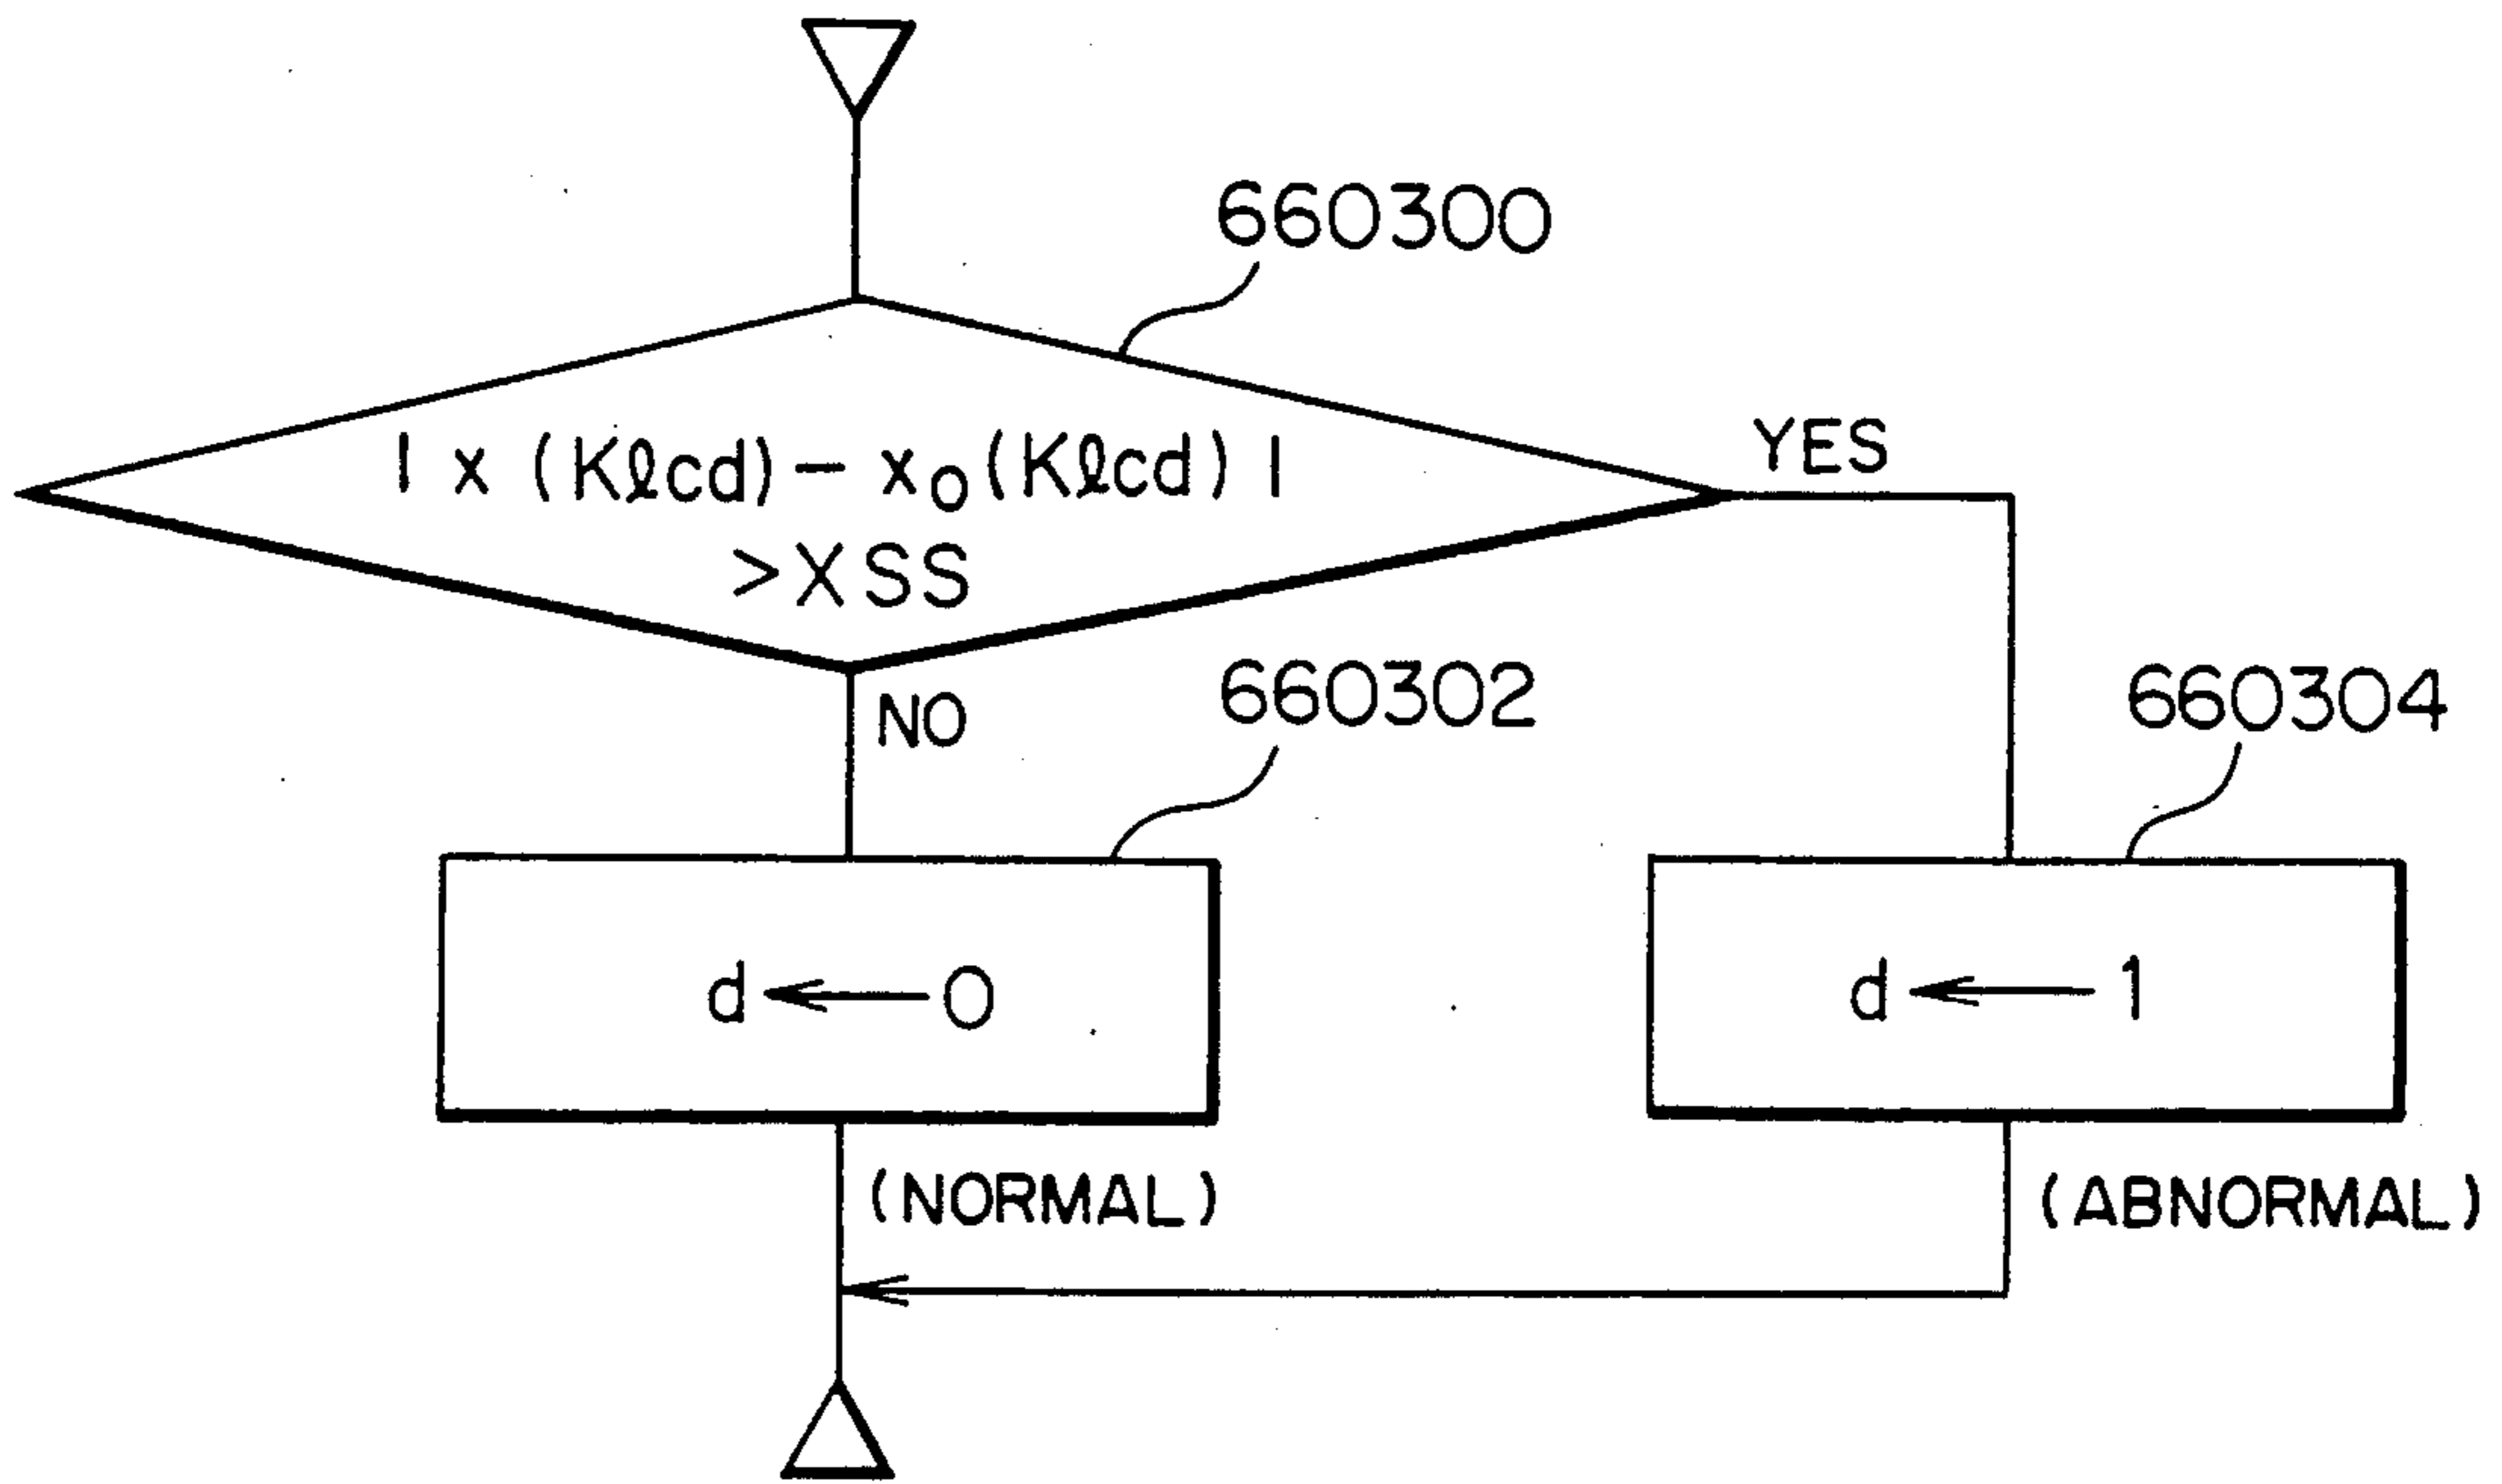 660300
| x (Kℓcd) − x₀ (Kℓcd) |
> XSS
YES
NO
660302
660304
d ← 0
d ← 1
(NORMAL)
(ABNORMAL)